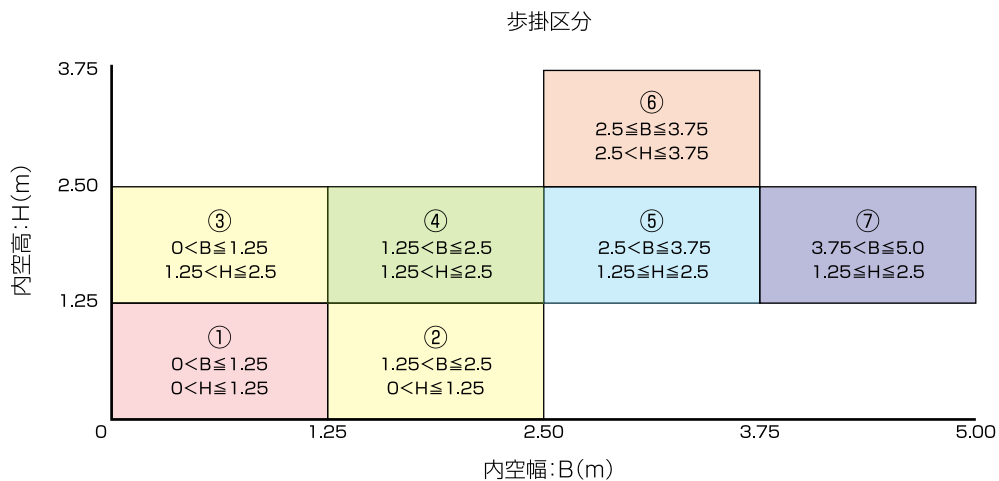 歩掛区分
3.75
2.50
1.25
0
内空高：H（m）
⑥
2.5≦B≦3.75
2.5<H≦3.75
③
0<B≦1.25
1.25<H≦2.5
④
1.25<B≦2.5
1.25<H≦2.5
⑤
2.5<B≦3.75
1.25≦H≦2.5
⑦
3.75<B≦5.0
1.25≦H≦2.5
①
0<B≦1.25
0<H≦1.25
②
1.25<B≦2.5
0<H≦1.25
1.25
2.50
3.75
5.00
内空幅：B（m）